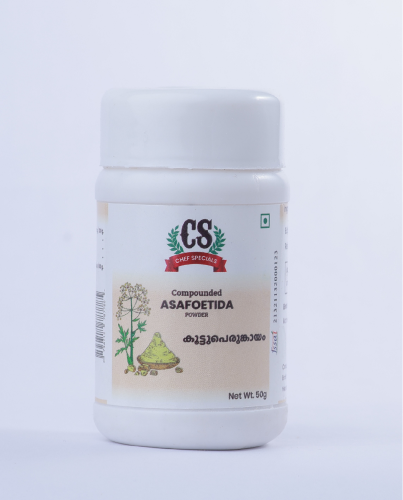 CS
CHEF SPECIALS
Compounded
ASAFOETIDA
POWDER
കൂട്ടുപെരുങ്കായം
Net Wt. 50g